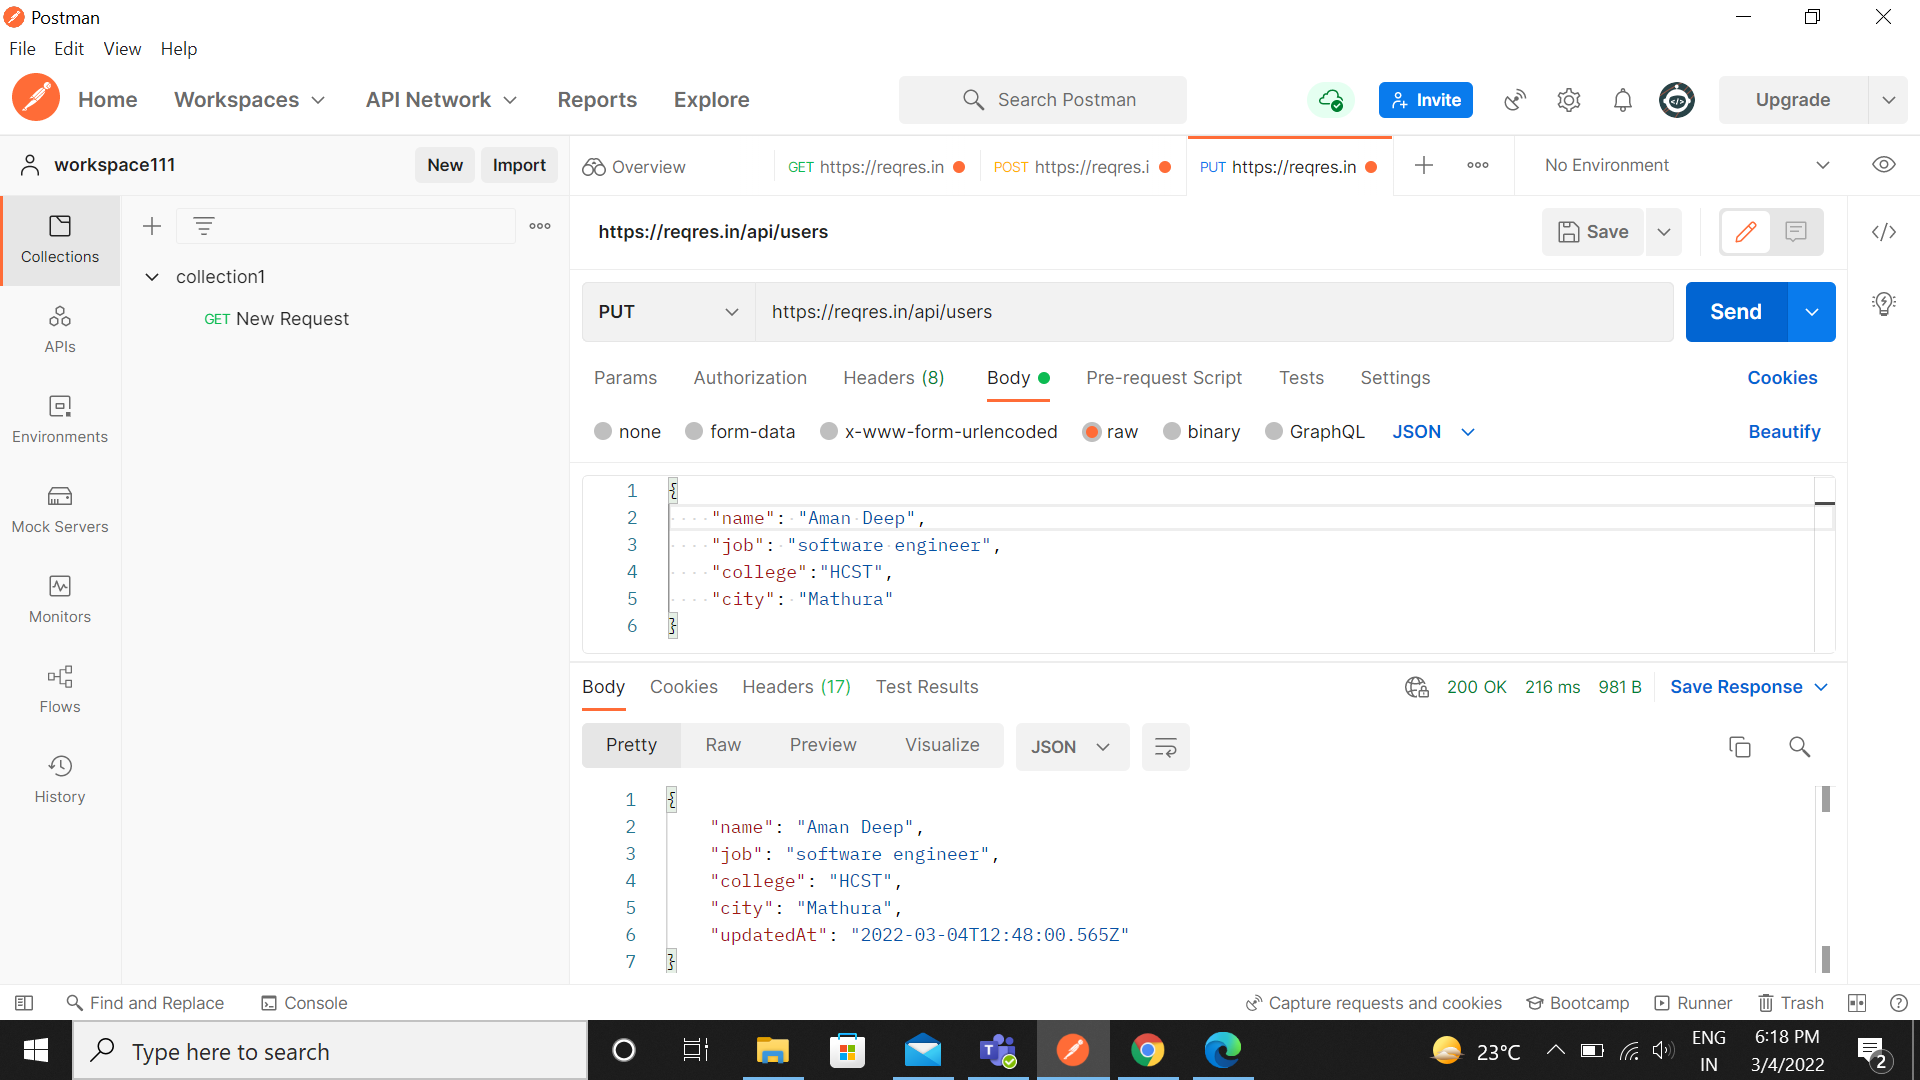 Postman
File Edit View Help
Home Workspaces API Network Reports Explore Search Postman Invite Upgrade
workspace111 New Import Overview GET https://reqres.in POST https://reqres.i PUT https://reqres.in No Environment
https://reqres.in/api/users Save
Collections
collection1
GET New Request
PUT https://reqres.in/api/users Send
APIs
Params Authorization Headers (8) Body Pre-request Script Tests Settings Cookies
Environments
none form-data x-www-form-urlencoded raw binary GraphQL JSON Beautify
1 {
2 "name": "Aman Deep",
3 "job": "software engineer",
4 "college":"HCST",
5 "city": "Mathura"
6 }
Mock Servers
Monitors
Flows
History
Body Cookies Headers (17) Test Results 200 OK 216 ms 981 B Save Response
Pretty Raw Preview Visualize JSON
1 {
2 "name": "Aman Deep",
3 "job": "software engineer",
4 "college": "HCST",
5 "city": "Mathura",
6 "updatedAt": "2022-03-04T12:48:00.565Z"
7 }
Find and Replace Console Capture requests and cookies Bootcamp Runner Trash
Type here to search 23°C ENG 6:18 PM
IN 3/4/2022 2